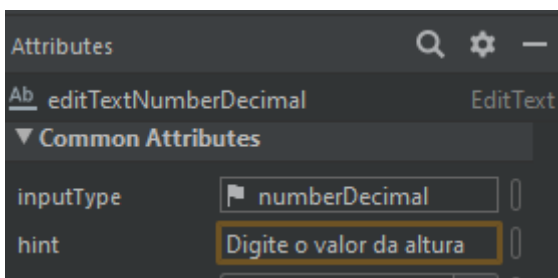 Attributes
Ab editTextNumberDecimal EditText
Common Attributes
inputType numberDecimal
hint Digite o valor da altura